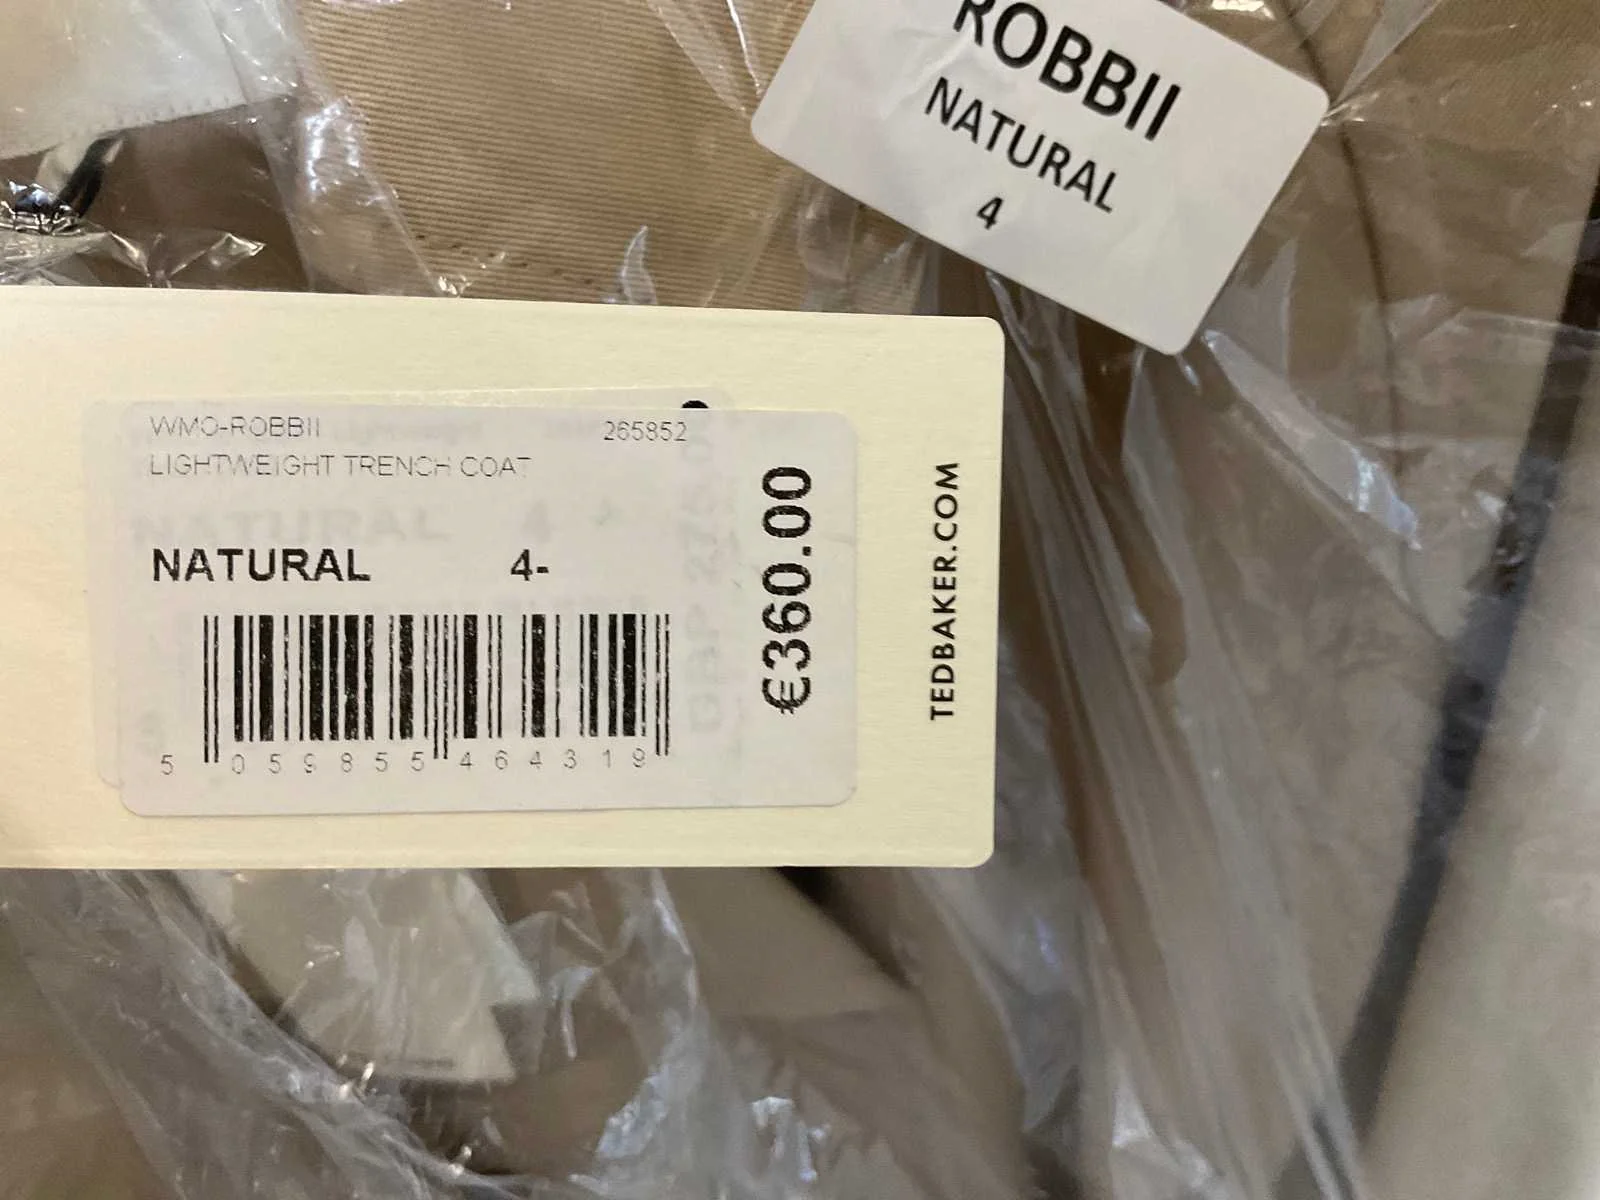 ROBBII
NATURAL
4
WMO-ROBBII 265852
LIGHTWEIGHT TRENCH COAT
NATURAL 4-
5 059855 464319
€360.00
TEDBAKER.COM